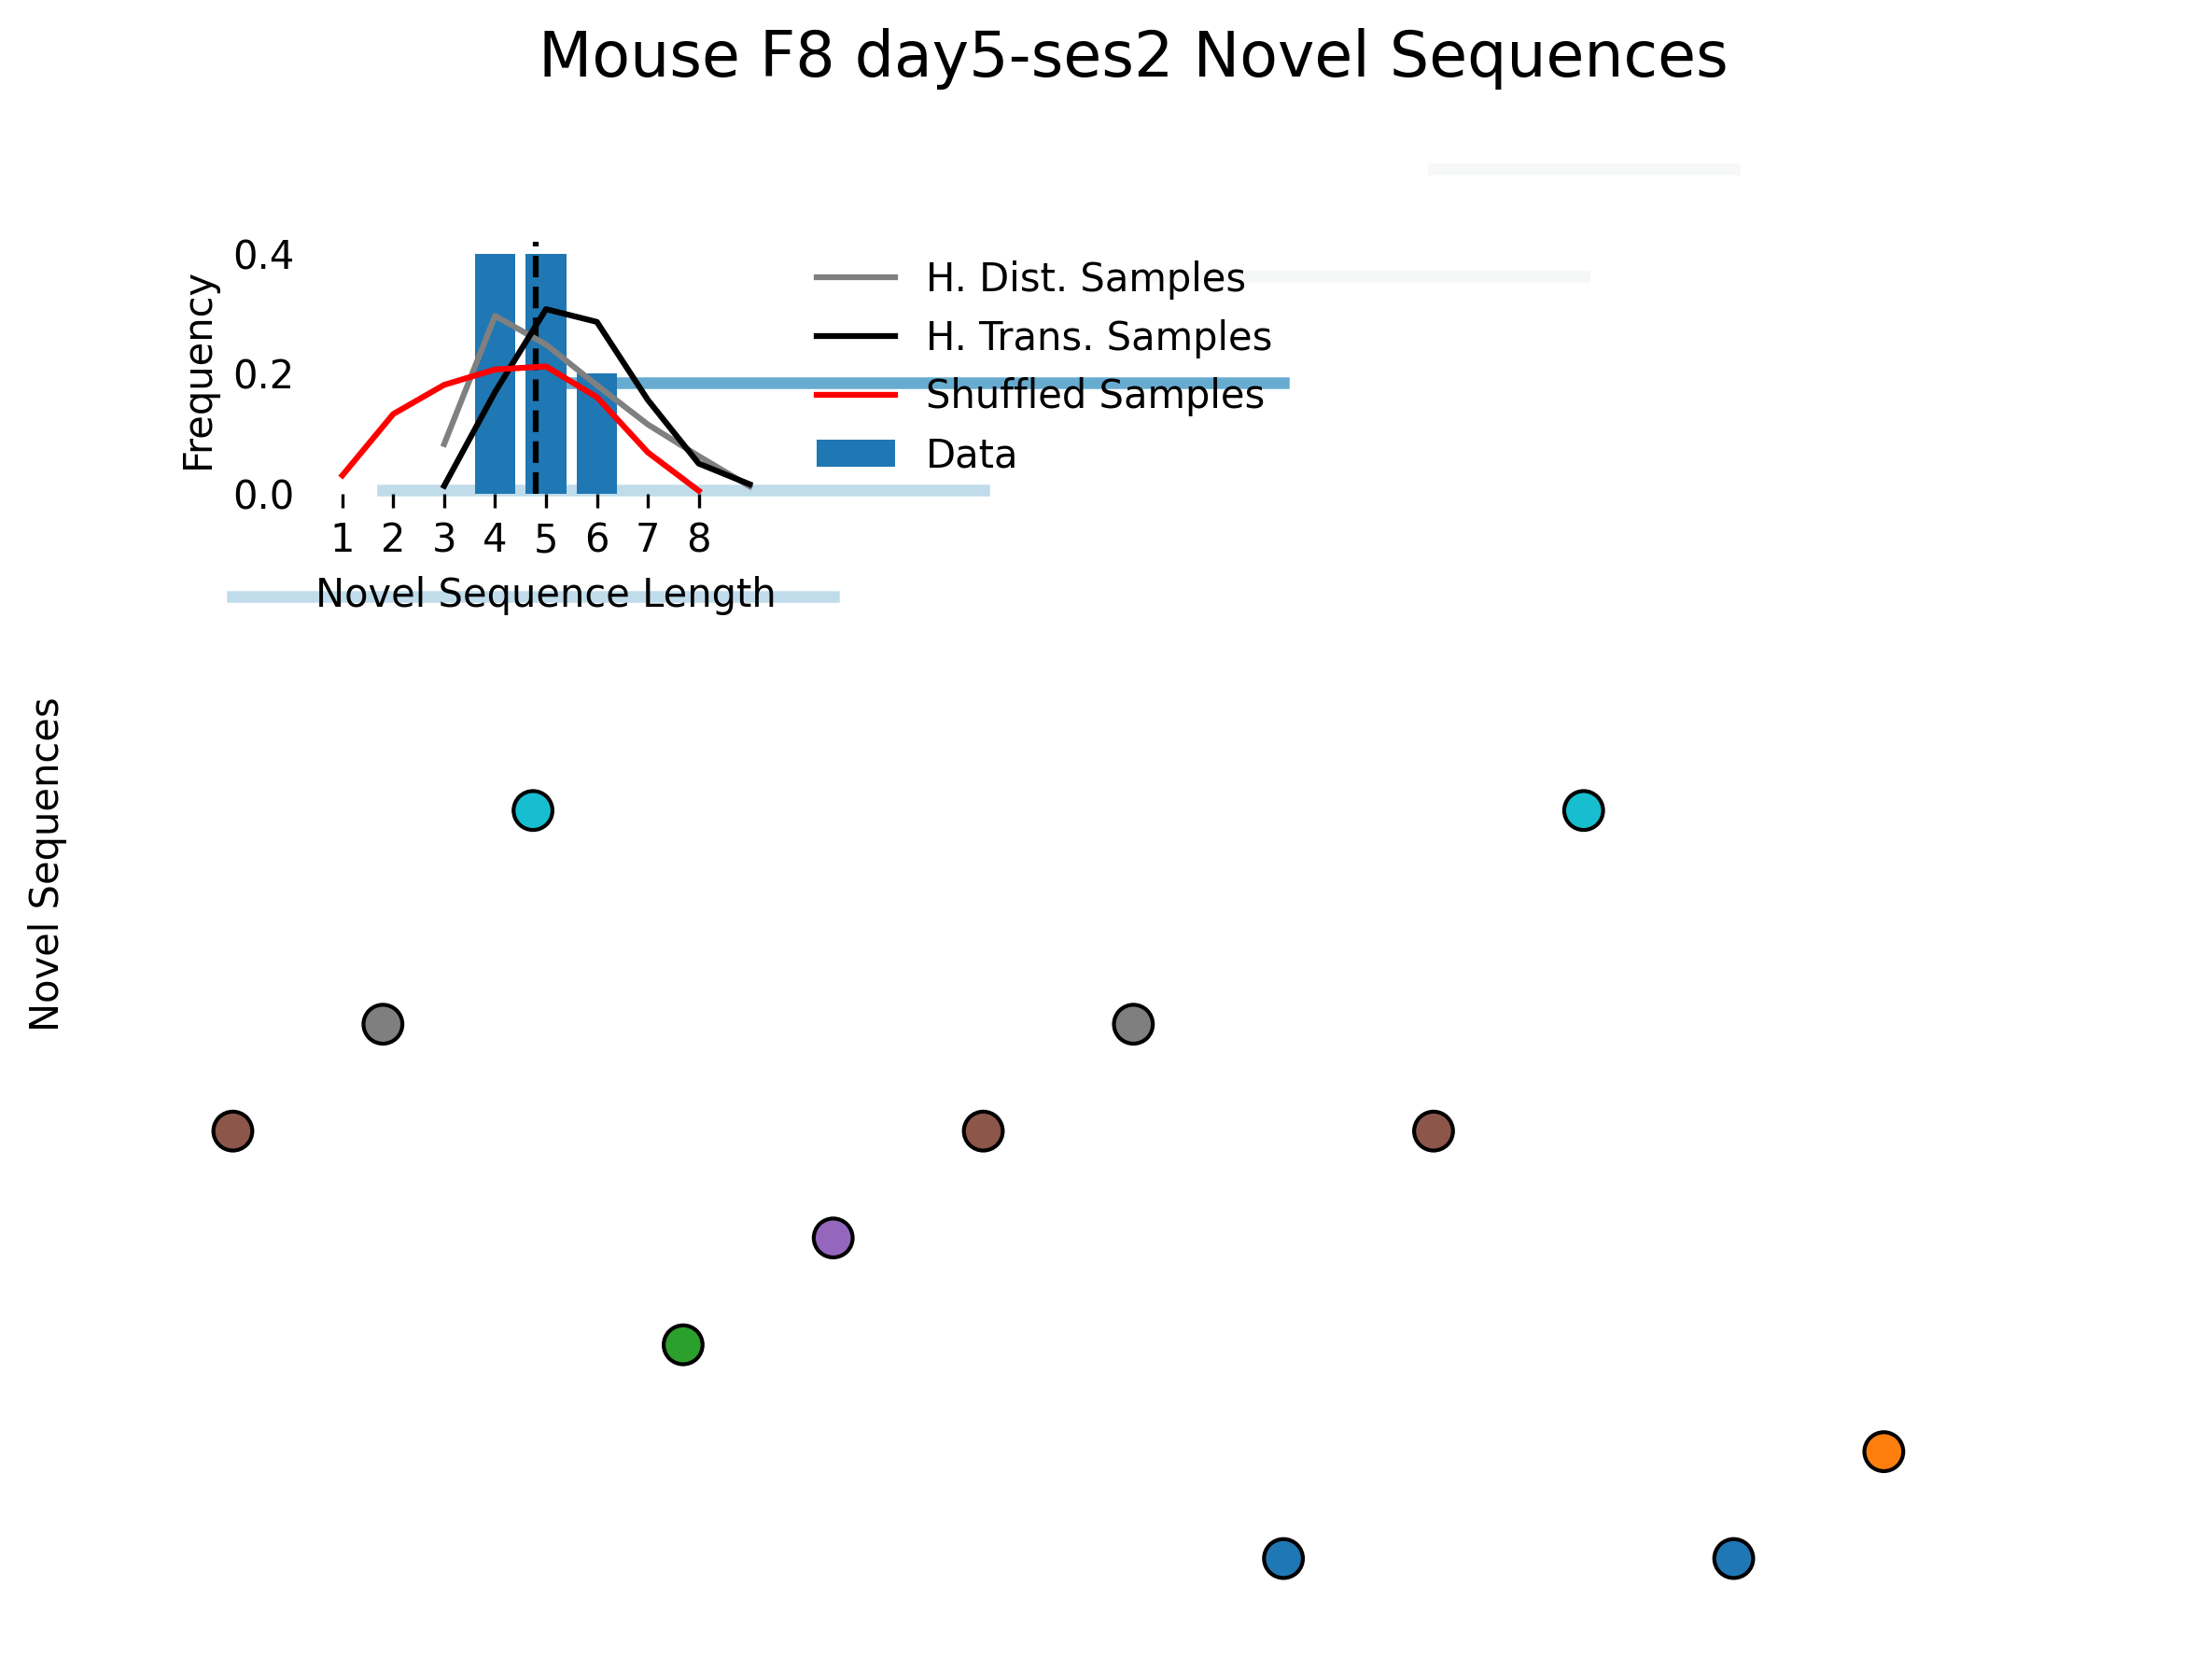 Mouse F8 day5-ses2 Novel Sequences
Frequency
0.4
0.2
0.0
1 2 3 4 5 6 7 8
Novel Sequence Length
H. Dist. Samples
H. Trans. Samples
Shuffled Samples
Data
Novel Sequences